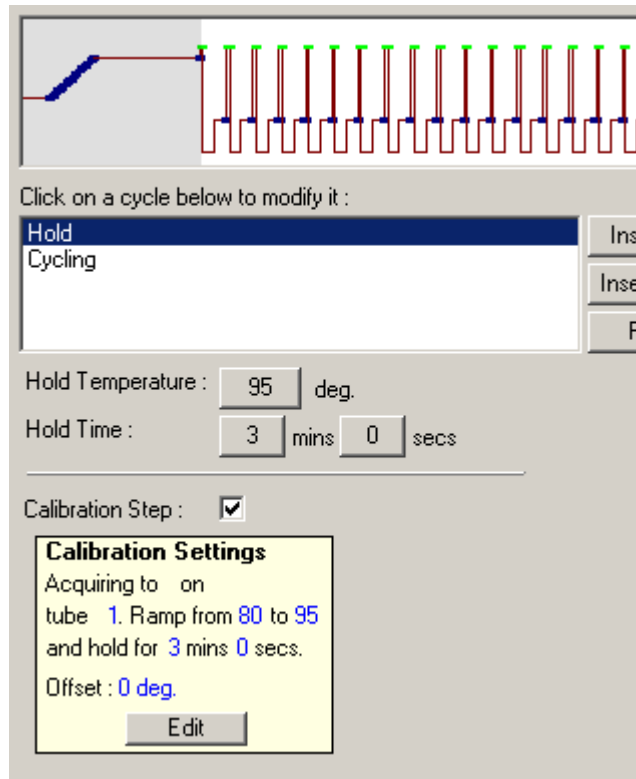 Click on a cycle below to modify it :
Hold
Cycling
Ins
Inse
Hold Temperature : 95 deg.
Hold Time : 3 mins 0 secs
Calibration Step :
Calibration Settings
Acquiring to on
tube 1. Ramp from 80 to 95
and hold for 3 mins 0 secs.
Offset : 0 deg.
Edit